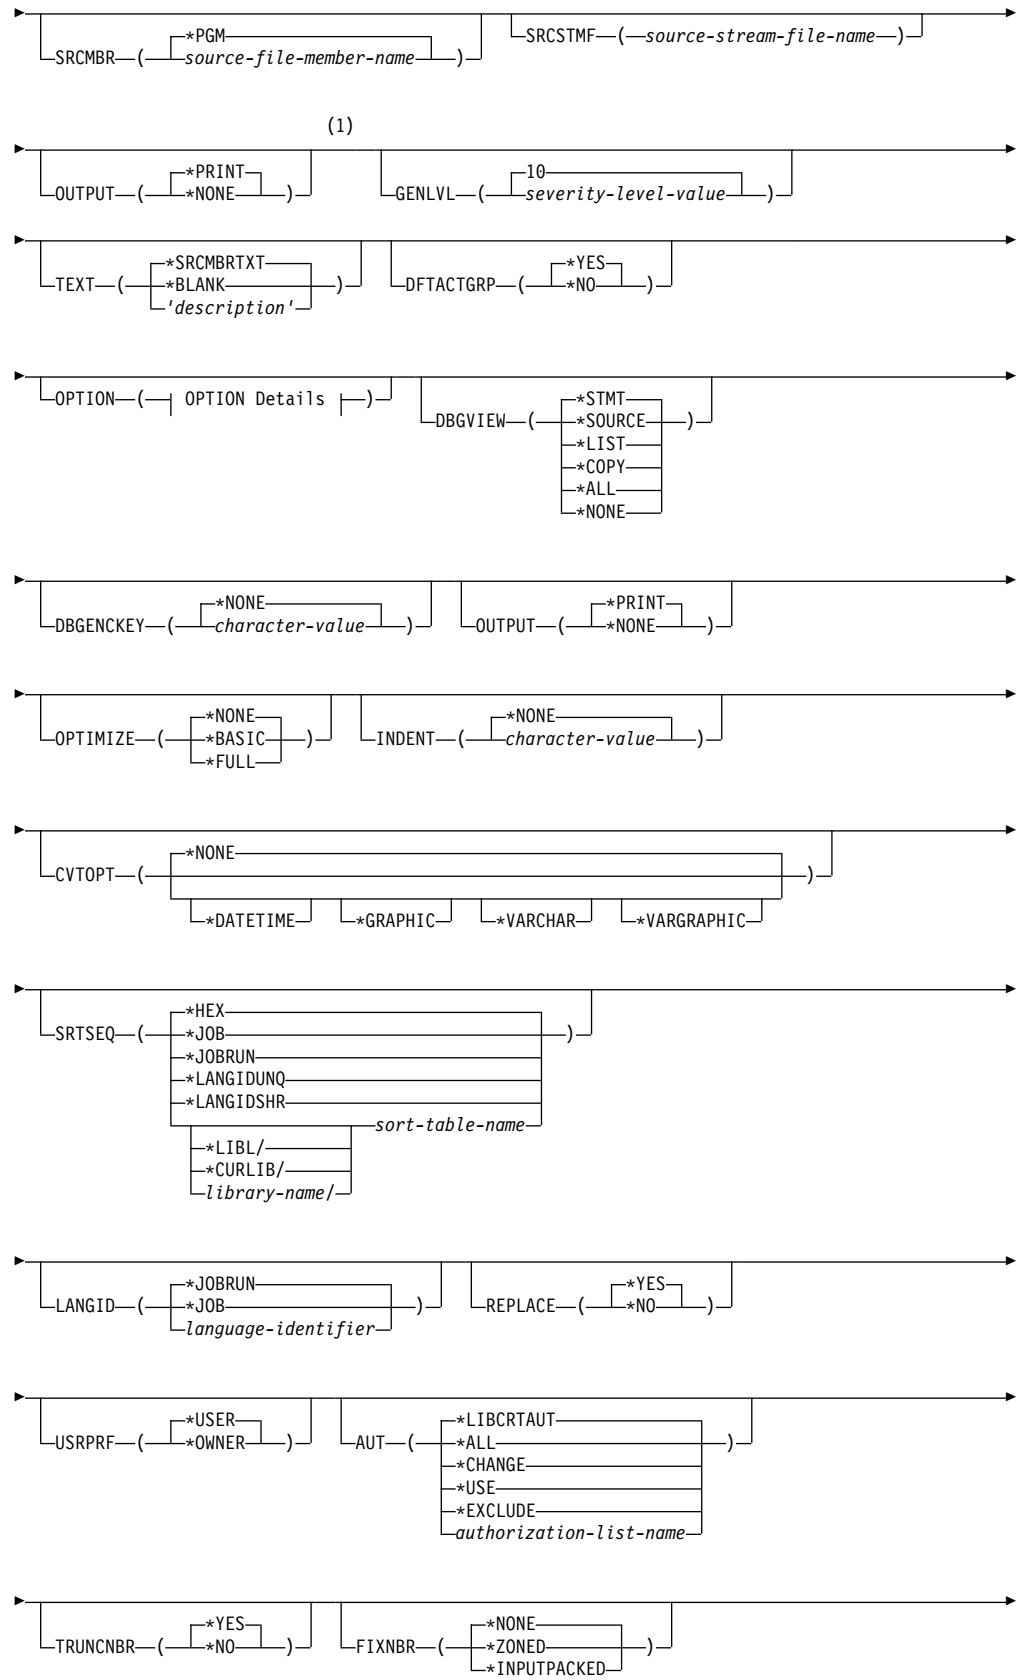 *PGM
SRCMBR ( source-file-member-name )
SRCSTMF ( source-stream-file-name )
(1)
*PRINT
OUTPUT ( *NONE )
10
GENLVL ( severity-level-value )
*SRCMBRTXT
TEXT ( *BLANK )
'description'
*YES
DFTACTGRP ( *NO )
OPTION ( OPTION Details )
*STMT
DBGVIEW ( *SOURCE )
*LIST
*COPY
*ALL
*NONE
*NONE
DBGENCKEY ( character-value )
*PRINT
OUTPUT ( *NONE )
*NONE
OPTIMIZE ( *BASIC )
*FULL
*NONE
INDENT ( character-value )
*NONE
CVTOPT ( )
*DATETIME *GRAPHIC *VARCHAR *VARGRAPHIC
*HEX
SRTSEQ ( *JOB )
*JOBRUN
*LANGIDUNQ
*LANGIDSHR
sort-table-name
*LIBL/
*CURLIB/
library-name/
*JOBRUN
LANGID ( *JOB )
language-identifier
*YES
REPLACE ( *NO )
*USER
USRPRF ( *OWNER )
*LIBCRTAUT
AUT ( *ALL )
*CHANGE
*USE
*EXCLUDE
authorization-list-name
*YES
TRUNCNBR ( *NO )
*NONE
FIXNBR ( *ZONED )
*INPUTPACKED